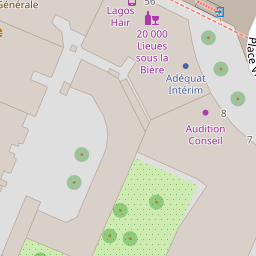 Générale
56
Lagos
Hair
20 000
Lieues
sous la
Bière
Place V
Adéquat
Intérim
8
Audition
Conseil
7
e